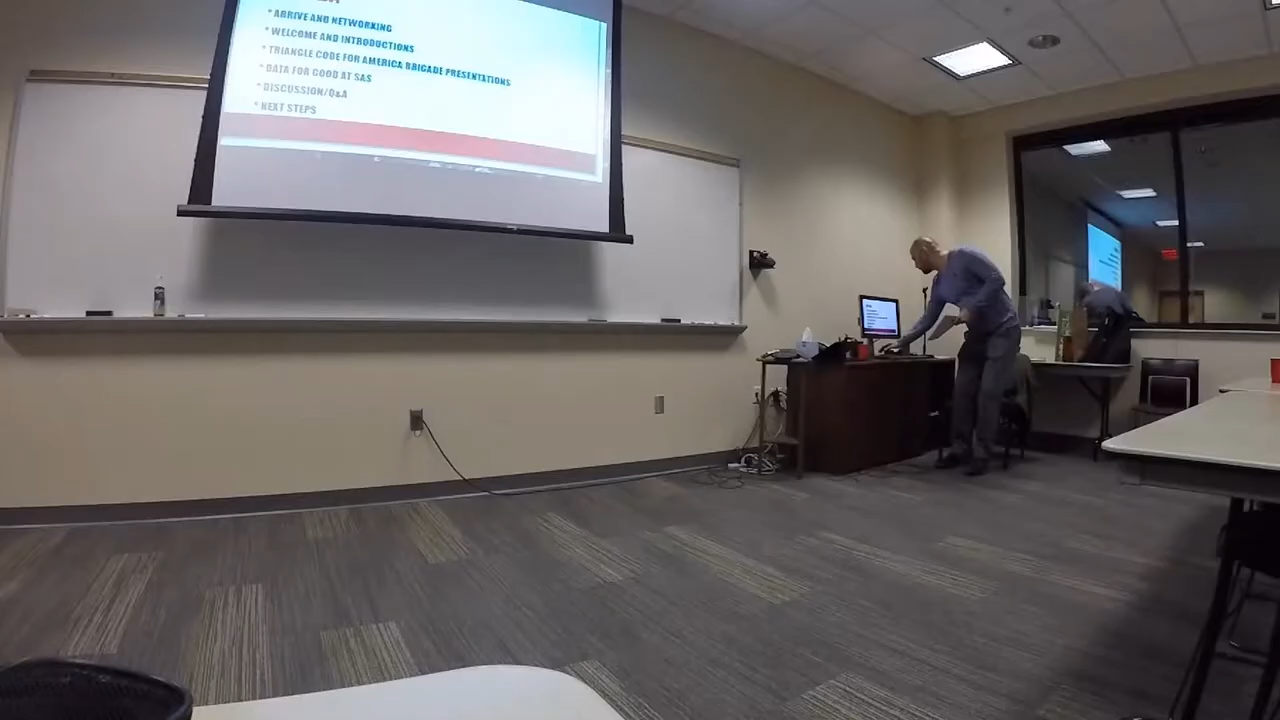 * ARRIVE AND NETWORKING
* WELCOME AND INTRODUCTIONS
* TRIANGLE CODE FOR AMERICA BRIGADE PRESENTATIONS
* DATA FOR GOOD AT SAS
* DISCUSSION/Q&A
* NEXT STEPS